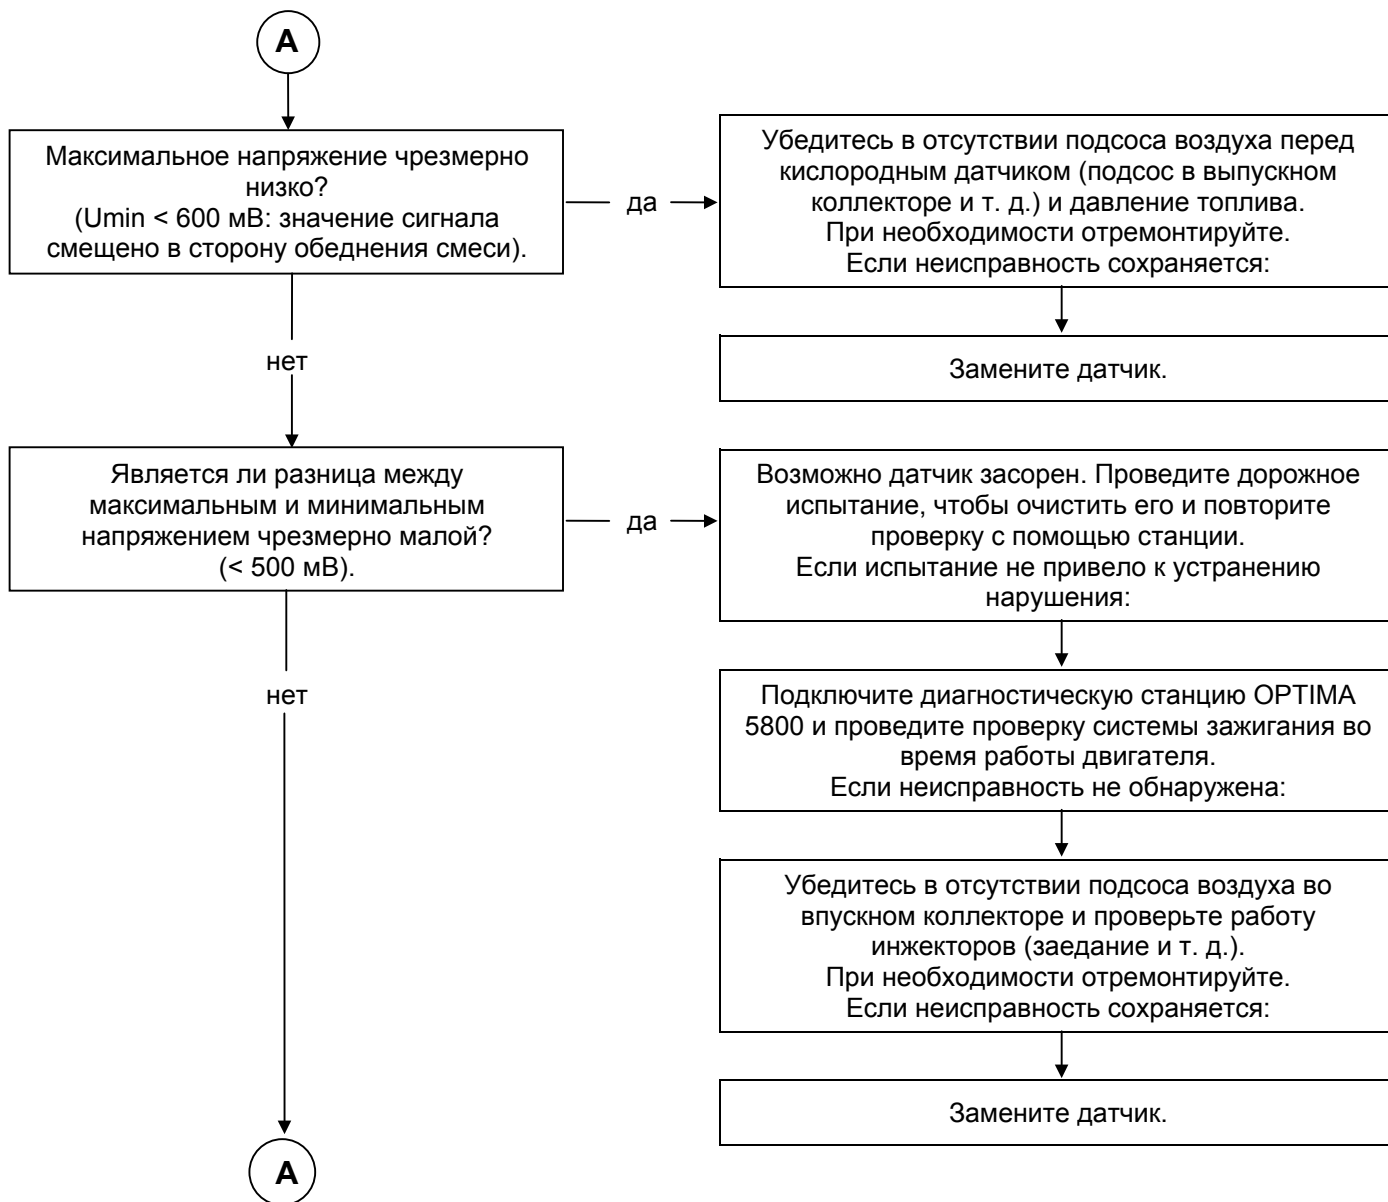 А
Максимальное напряжение чрезмерно
низко?
(Umin < 600 мВ: значение сигнала
смещено в сторону обеднения смеси).
да
Убедитесь в отсутствии подсоса воздуха перед
кислородным датчиком (подсос в выпускном
коллекторе и т. д.) и давление топлива.
При необходимости отремонтируйте.
Если неисправность сохраняется:
Замените датчик.
нет
Является ли разница между
максимальным и минимальным
напряжением чрезмерно малой?
(< 500 мВ).
да
Возможно датчик засорен. Проведите дорожное
испытание, чтобы очистить его и повторите
проверку с помощью станции.
Если испытание не привело к устранению
нарушения:
Подключите диагностическую станцию OPTIMA
5800 и проведите проверку системы зажигания во
время работы двигателя.
Если неисправность не обнаружена:
Убедитесь в отсутствии подсоса воздуха во
впускном коллекторе и проверьте работу
инжекторов (заедание и т. д.).
При необходимости отремонтируйте.
Если неисправность сохраняется:
Замените датчик.
нет
А